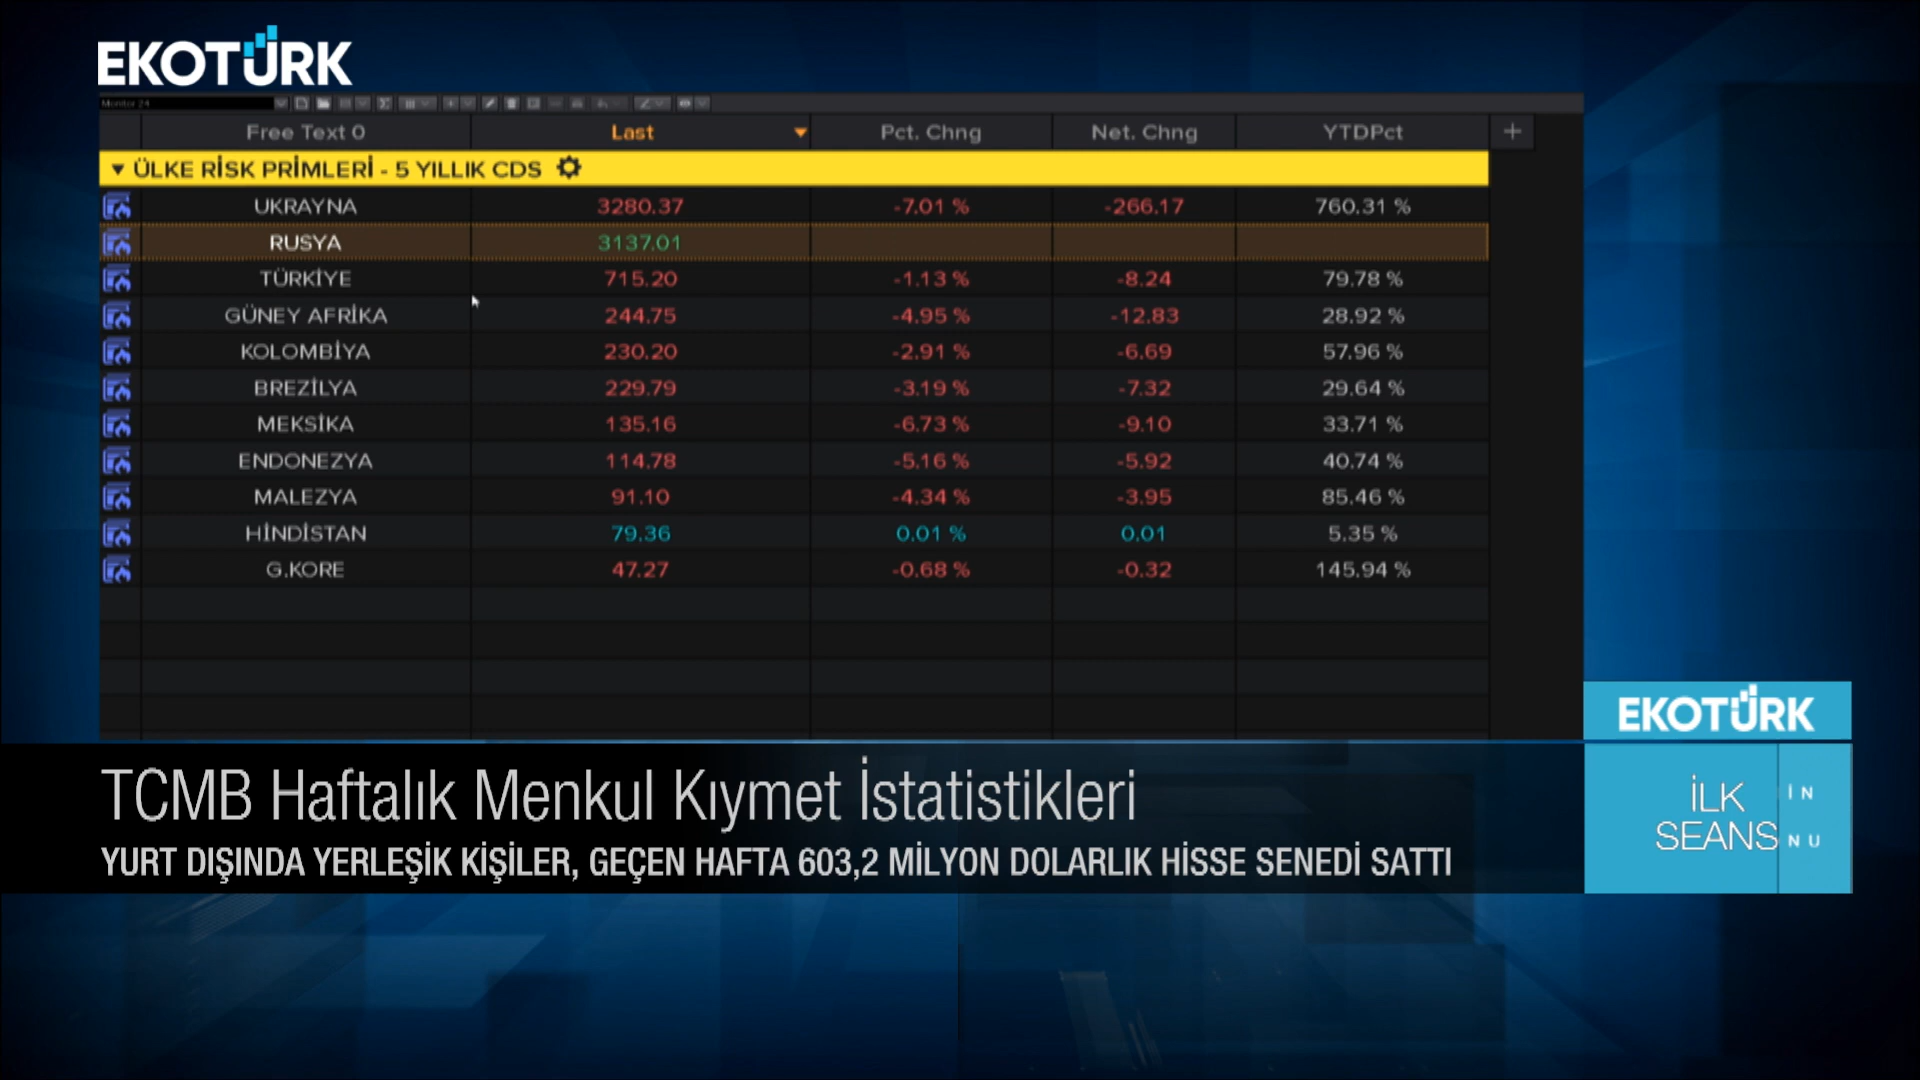 EKOTÜRK
Monitor 24
Free Text 0 Last Pct. Chng Net. Chng YTDPct +
ÜLKE RİSK PRİMLERİ - 5 YILLIK CDS
UKRAYNA 3280.37 -7.01 % -266.17 760.31 %
RUSYA 3137.01
TÜRKİYE 715.20 -1.13 % -8.24 79.78 %
GÜNEY AFRİKA 244.75 -4.95 % -12.83 28.92 %
KOLOMBİYA 230.20 -2.91 % -6.69 57.96 %
BREZİLYA 229.79 -3.19 % -7.32 29.64 %
MEKSİKA 135.16 -6.73 % -9.10 33.71 %
ENDONEZYA 114.78 -5.16 % -5.92 40.74 %
MALEZYA 91.10 -4.34 % -3.95 85.46 %
HİNDİSTAN 79.36 0.01 % 0.01 5.35 %
G.KORE 47.27 -0.68 % -0.32 145.94 %
EKOTÜRK
TCMB Haftalık Menkul Kıymet İstatistikleri
YURT DIŞINDA YERLEŞİK KİŞİLER, GEÇEN HAFTA 603,2 MİLYON DOLARLIK HİSSE SENEDİ SATTI
İLK
SEANS
İN
NU